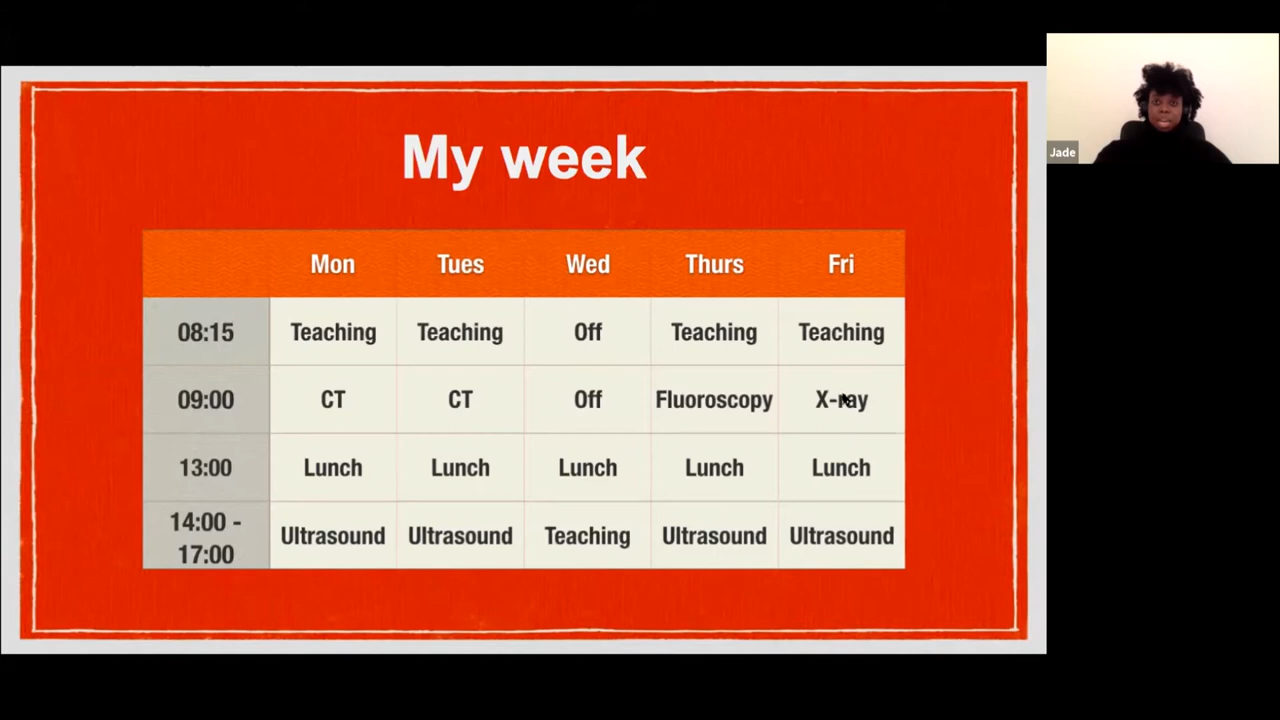 My week
Mon Tues Wed Thurs Fri
08:15 Teaching Teaching Off Teaching Teaching
09:00 CT CT Off Fluoroscopy X-ray
13:00 Lunch Lunch Lunch Lunch Lunch
14:00 -
17:00 Ultrasound Ultrasound Teaching Ultrasound Ultrasound
Jade